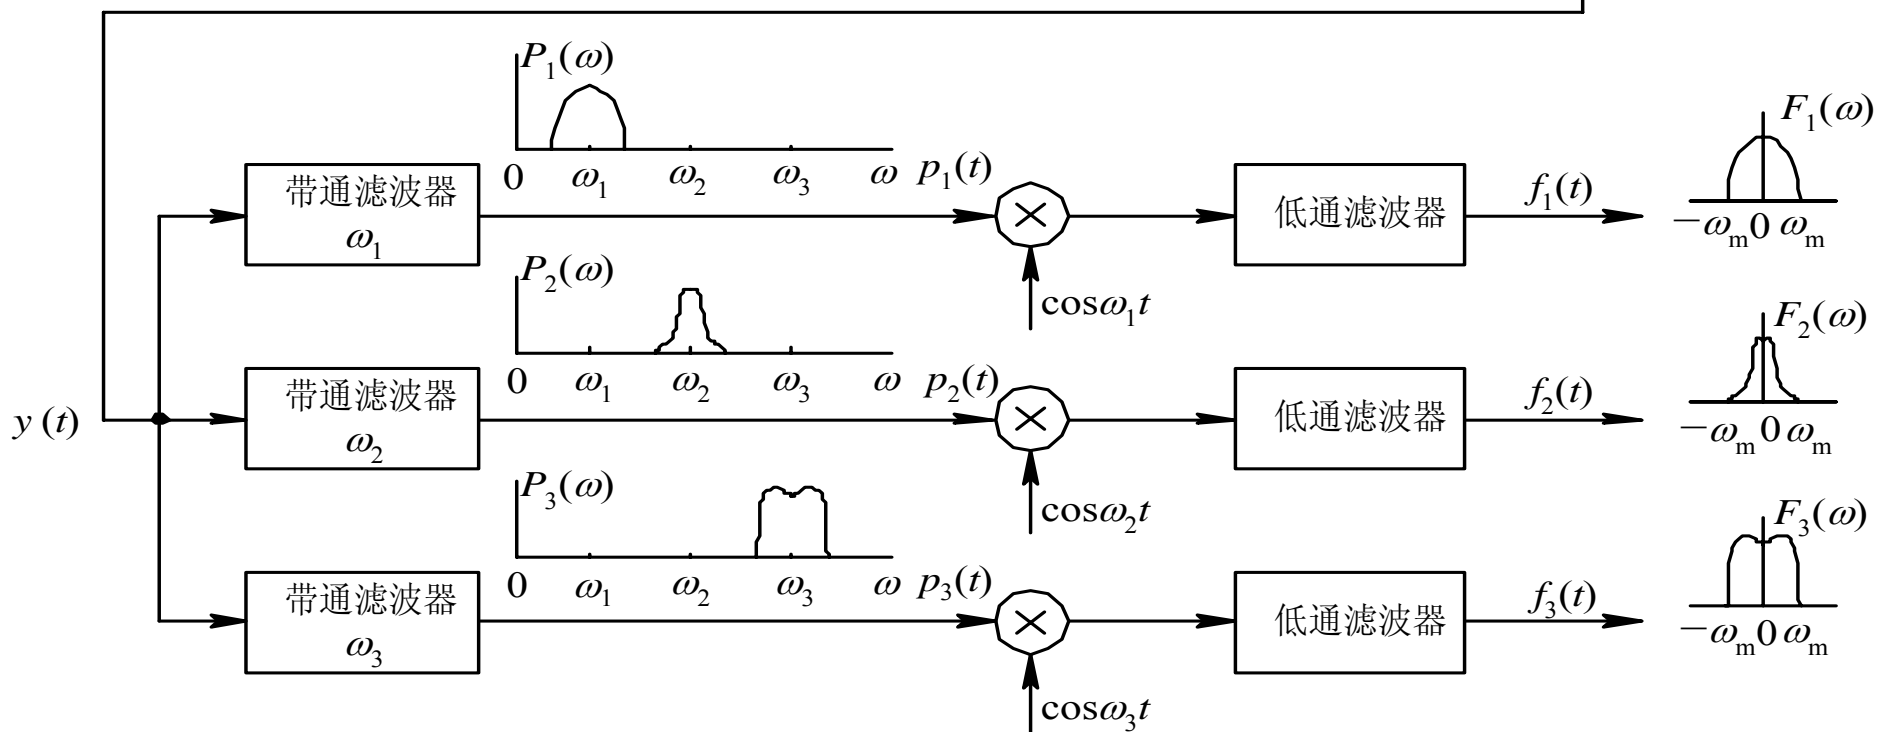 P₁(ω)
0 ω₁ ω₂ ω₃ ω
带通滤波器
ω₁
p₁(t)
cosω₁t
低通滤波器
f₁(t)
F₁(ω)
−ωₘ 0 ωₘ
y (t)
P₂(ω)
0 ω₁ ω₂ ω₃ ω
带通滤波器
ω₂
p₂(t)
cosω₂t
低通滤波器
f₂(t)
F₂(ω)
−ωₘ 0 ωₘ
P₃(ω)
0 ω₁ ω₂ ω₃ ω
带通滤波器
ω₃
p₃(t)
cosω₃t
低通滤波器
f₃(t)
F₃(ω)
−ωₘ 0 ωₘ